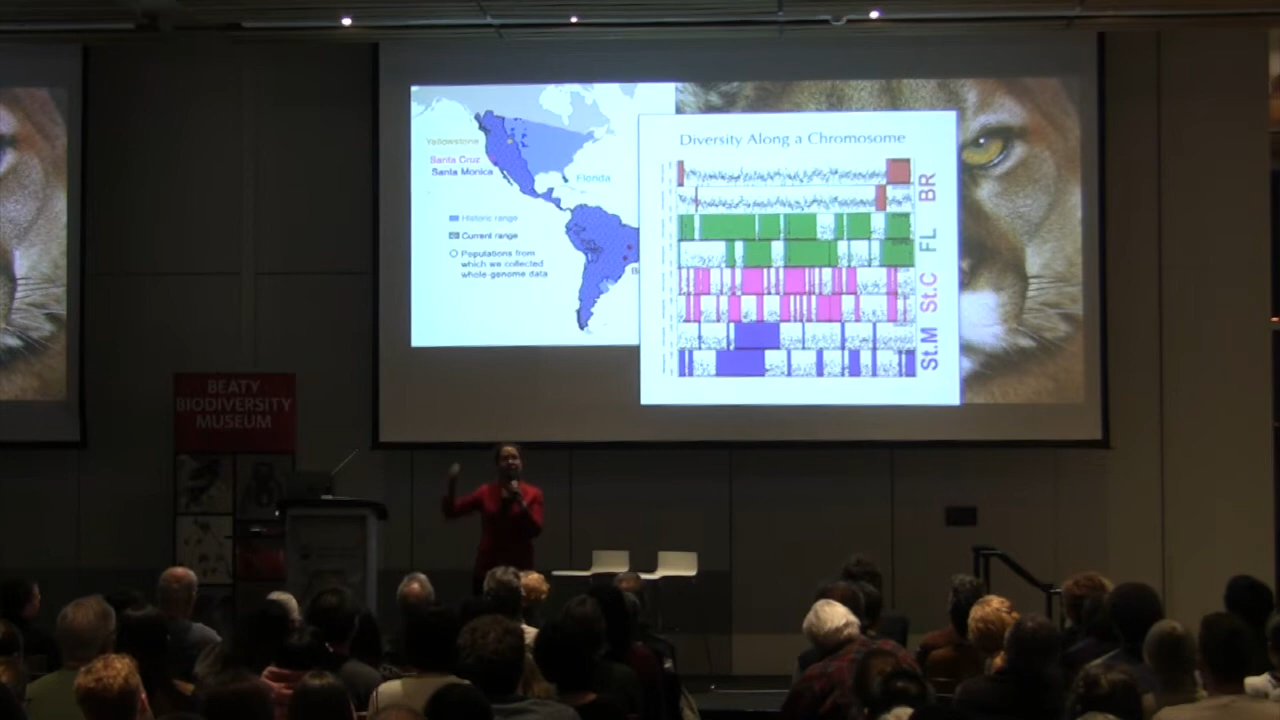 Yellowstone
Santa Cruz
Santa Monica
Florida
Historic range
Current range
Populations from
which we collected
whole genome data
B
Diversity Along a Chromosome
BR
FL
St.C
St.M
BEATY
BIODIVERSITY
MUSEUM